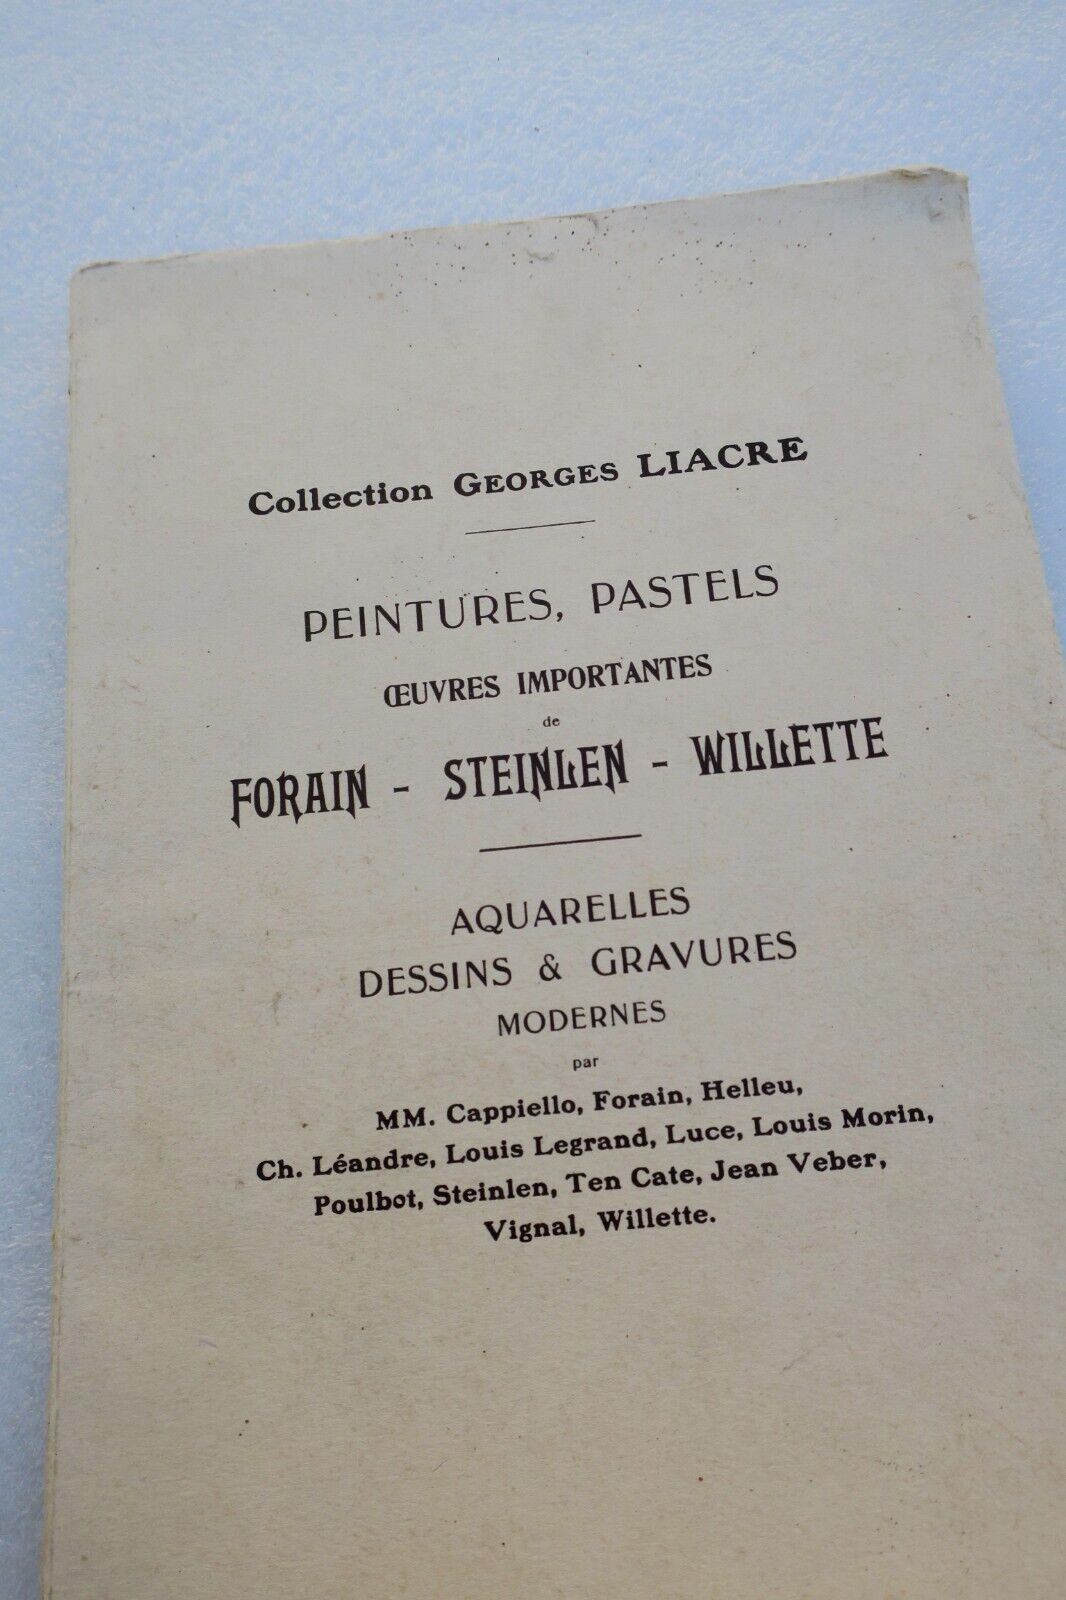 Collection GEORGES LIACRE
PEINTURES, PASTELS
ŒUVRES IMPORTANTES
de
FORAIN - STEINLEN - WILLETTE
AQUARELLES
DESSINS & GRAVURES
MODERNES
par
MM. Cappiello, Forain, Helleu,
Ch. Léandre, Louis Legrand, Luce, Louis Morin,
Poulbot, Steinlen, Ten Cate, Jean Veber,
Vignal, Willette.